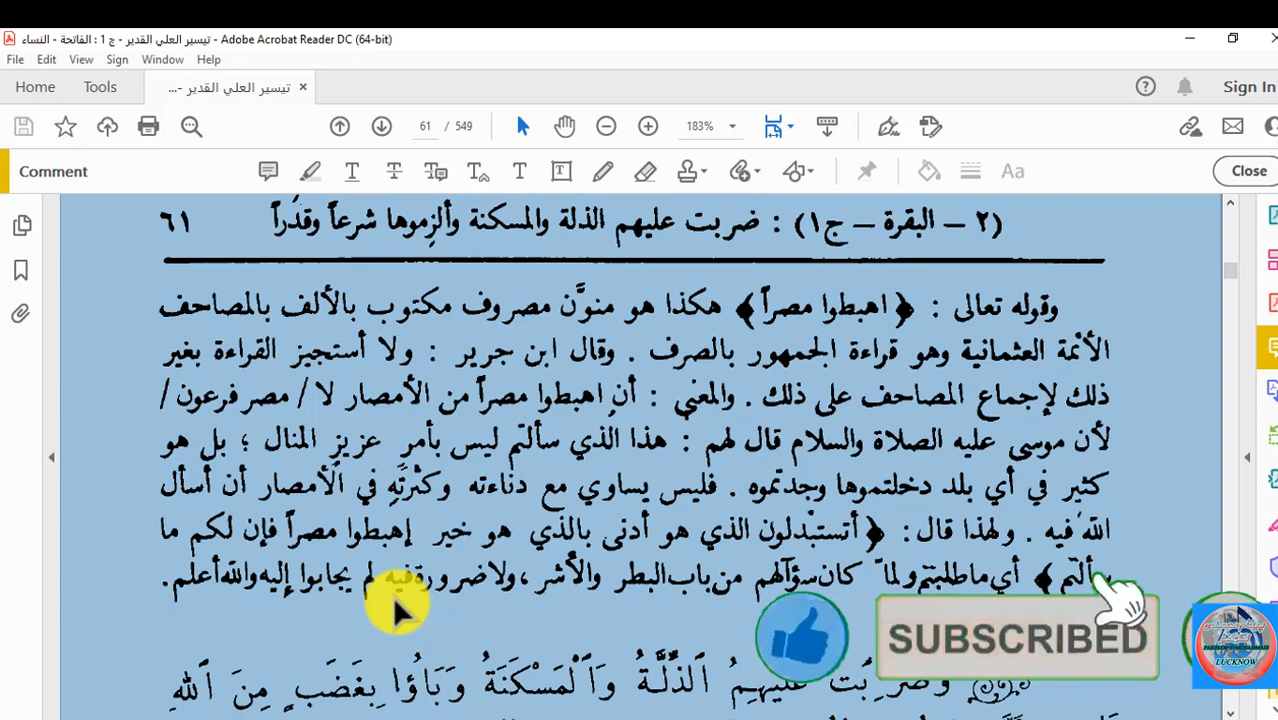 تيسير العلي القدير - ج 1 : الفاتحة - النساء - Adobe Acrobat Reader DC (64-bit)
File Edit View Sign Window Help
Home Tools تيسير العلي القدير -... × Sign In
61 / 549 183%
Comment Close
(٢ – البقرة – ج١) : ضربت عليهم الذلة والمسكنة وألزموها شرعاً وقدراً ٦١
وقوله تعالى : ﴿ اهبطوا مصراً ﴾ هكذا هو منوَّن مصروف مكتوب بالألف بالمصاحف
الأئمة العثمانية وهو قراءة الجمهور بالصرف . وقال ابن جرير : ولا أستجيز القراءة بغير
ذلك لإجماع المصاحف على ذلك . والمعنى : أن اهبطوا مصراً من الأمصار لا / مصر فرعون /
لأن موسى عليه الصلاة والسلام قال لهم : هذا الذي سألتم ليس بأمرٍ عزيزِ المنال ؛ بل هو
كثير في أي بلد دخلتموها وجدتموه . فليس يساوي مع دناءته وكثرتِهِ في الأمصار أن أسأل
الله فيه . ولهذا قال : ﴿ أتستبدلون الذي هو أدنى بالذي هو خير إهبطوا مصراً فإن لكم ما
سألتم ﴾ أي ما طلبتم ولمّا كان سؤآلهم من باب البطر والأشر ، ولا ضرورة فيه لم يجابوا إليه والله أعلم .
SUBSCRIBED
LUCKNOW
وَضُرِبَتْ عَلَيْهِمُ ٱلذِّلَّةُ وَٱلْمَسْكَنَةُ وَبَآؤُا بِغَضَبٍ مِنَ ٱللَّهِ